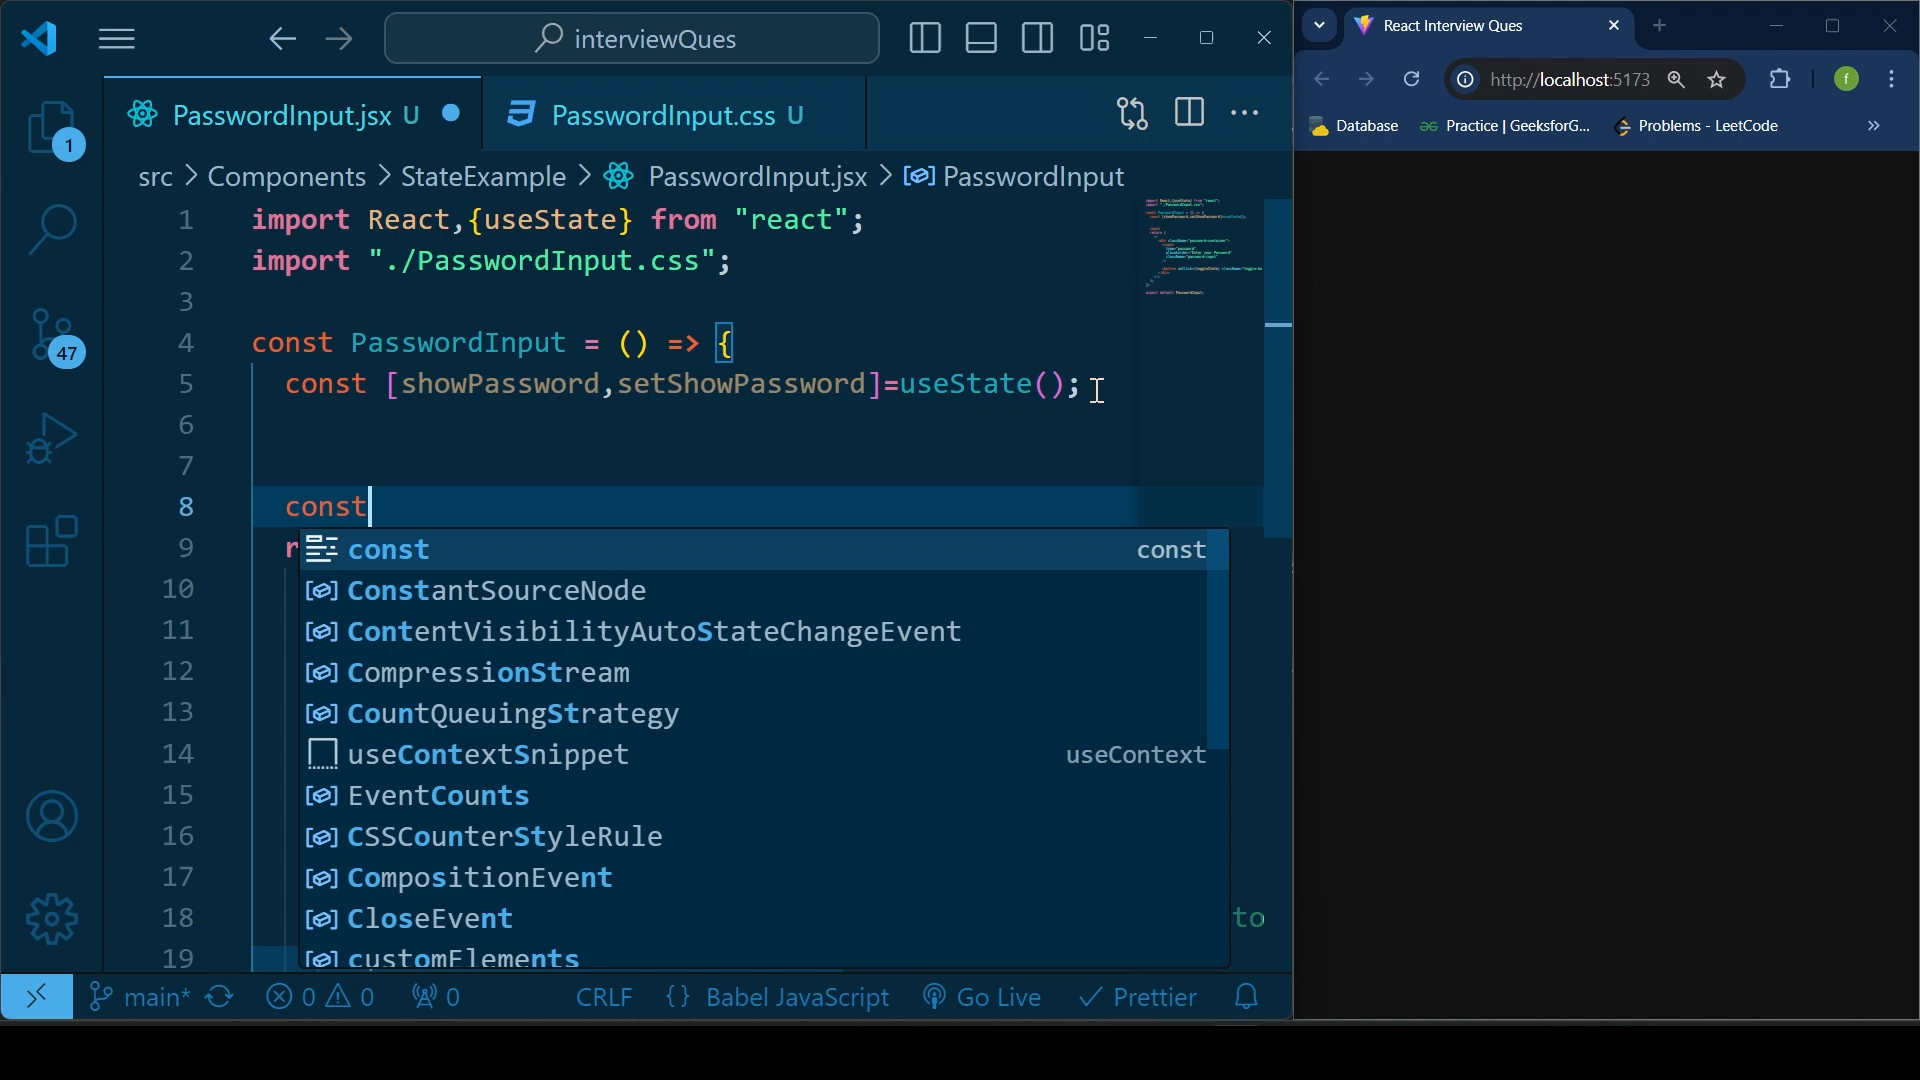 interviewQues
PasswordInput.jsx U
PasswordInput.css U
src > Components > StateExample > PasswordInput.jsx > PasswordInput
1 import React,{useState} from "react";
2 import "./PasswordInput.css";
3
4 const PasswordInput = () => {
5 const [showPassword,setShowPassword]=useState();
6
7
8 const
9 r
10
11
12
13
14
15
16
17
18 to
19
const const
ConstantSourceNode
ContentVisibilityAutoStateChangeEvent
CompressionStream
CountQueuingStrategy
useContextSnippet useContext
EventCounts
CSSCounterStyleRule
CompositionEvent
CloseEvent
customElements
1
47
main* 0 0 0 CRLF {} Babel JavaScript Go Live Prettier
React Interview Ques
http://localhost:5173
f
Database Practice | GeeksforG... Problems - LeetCode »